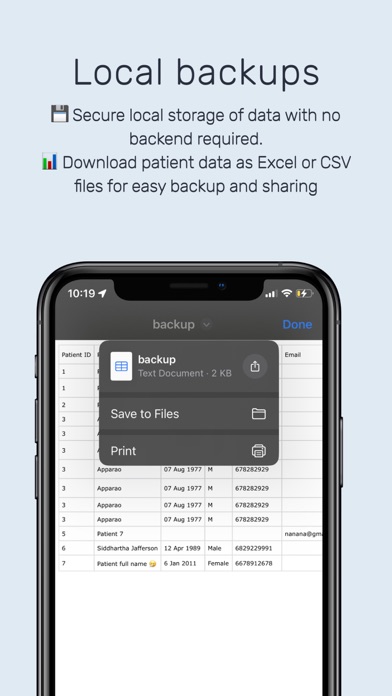 Local backups
💾 Secure local storage of data with no
backend required.
📊 Download patient data as Excel or CSV
files for easy backup and sharing
10:19
backup
Done
backup
Text Document · 2 KB
Save to Files
Print
Patient ID Email
1
1
2
3
3
3 Apparao 07 Aug 1977 M 678282929
3 Apparao 07 Aug 1977 M 678282929
3 Apparao 07 Aug 1977 M 678282929
3 Apparao 07 Aug 1977 M 678282929
5 Patient 7 nanana@gma
6 Siddhartha Jafferson 12 Apr 1989 Male 6829229991
7 Patient full name 😏 6 Jan 2011 Female 6678912678